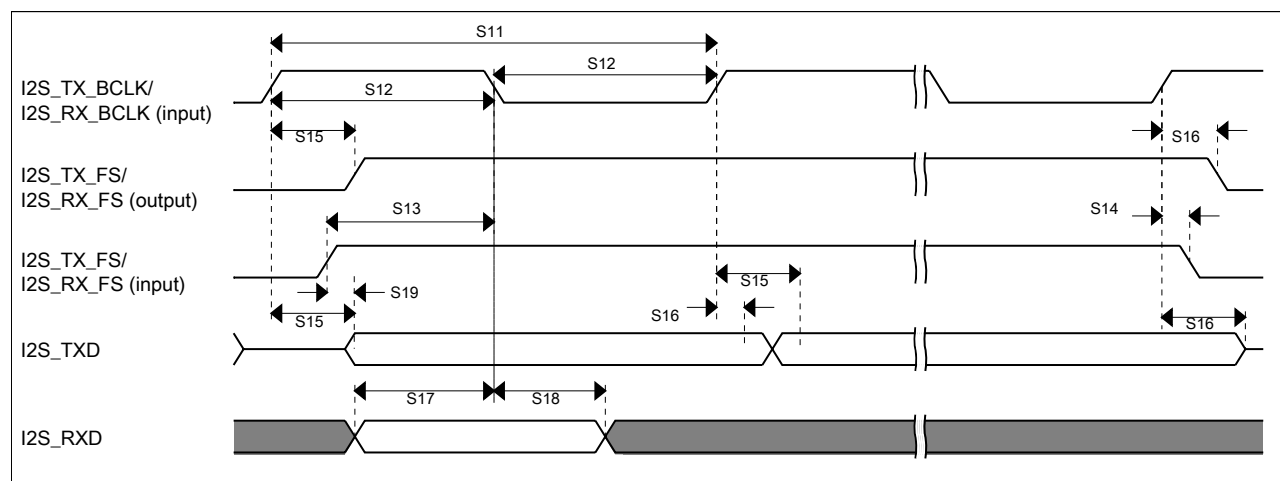 S11
S12
I2S_TX_BCLK/
I2S_RX_BCLK (input)
S12
S15
S16
I2S_TX_FS/
I2S_RX_FS (output)
S13
S14
I2S_TX_FS/
I2S_RX_FS (input)
S15
S19
S15
S16
S16
I2S_TXD
S17
S18
I2S_RXD